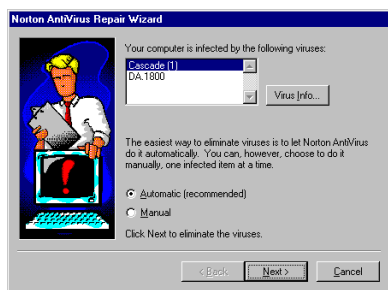 Norton AntiVirus Repair Wizard
Your computer is infected by the following viruses:
Cascade (1)
DA.1800
Virus Info...
The easiest way to eliminate viruses is to let Norton AntiVirus
do it automatically. You can, however, choose to do it
manually, one infected item at a time.
Automatic (recommended)
Manual
Click Next to eliminate the viruses.
< Back
Next >
Cancel